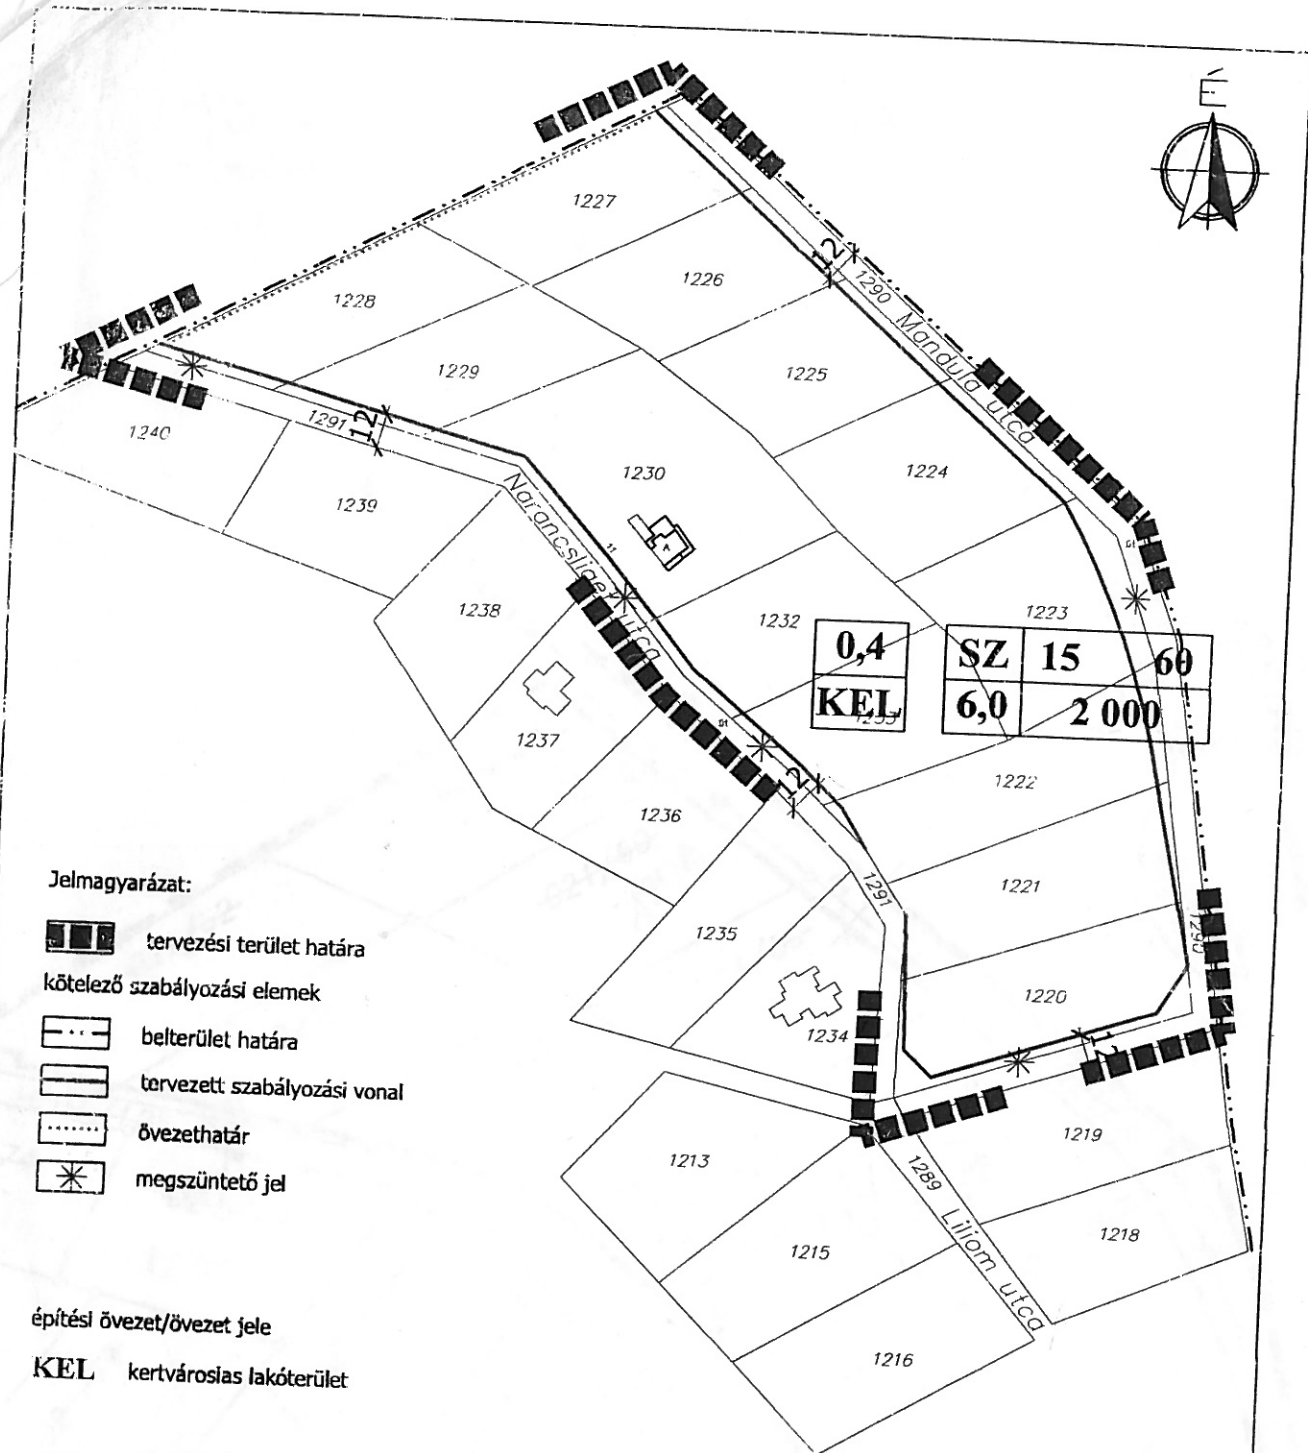 É
1227
12
1226
1290 Mandula utca
1228
1225
1229
1291
12
1240
1230
1224
1239
Narancsliget utca
11
1238
1232
1223
0,4
SZ 15 60
KEL
6,0 2 000
1233
1237
12
1222
1236
1291
1221
1290
1235
1220
1234
12
1219
1213
1289 Liliom utca
1218
1215
1216
Jelmagyarázat:
tervezési terület határa
kötelező szabályozási elemek
belterület határa
tervezett szabályozási vonal
övezethatár
megszüntető jel
építési övezet/övezet jele
KEL kertvárosias lakóterület